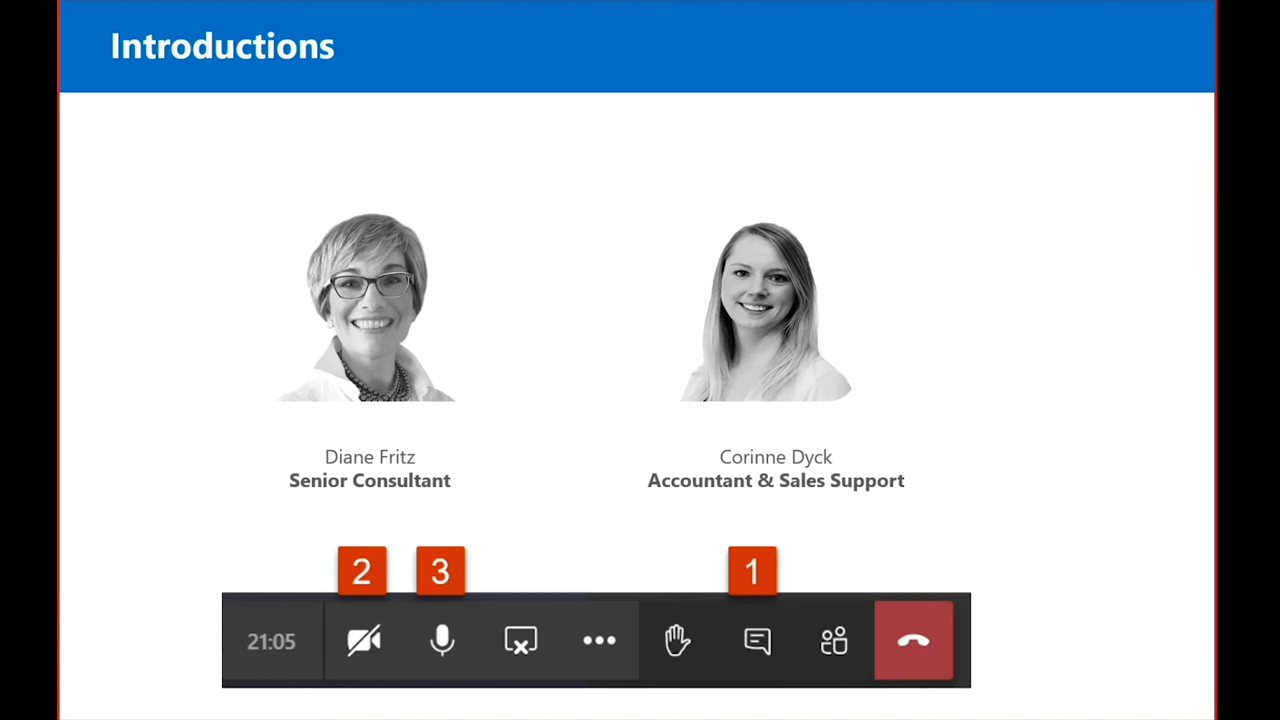 Introductions
Diane Fritz
Senior Consultant
Corinne Dyck
Accountant & Sales Support
2
3
1
21:05